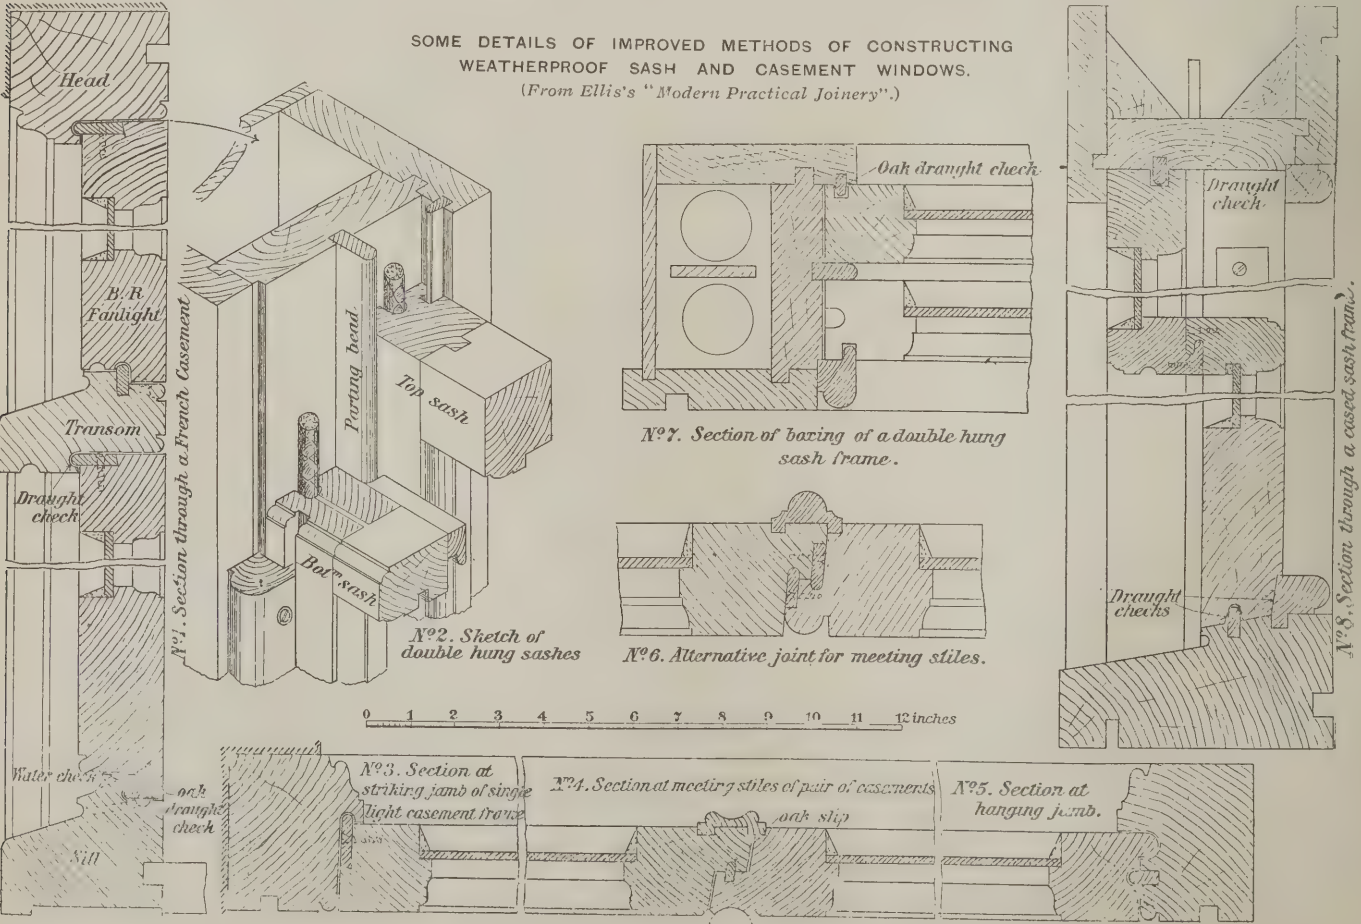 SOME DETAILS OF IMPROVED METHODS OF CONSTRUCTING
WEATHERPROOF SASH AND CASEMENT WINDOWS.
(From Ellis's "Modern Practical Joinery".)
Head
B.R
Fanlight
Transom
Draught
check
Water check
oak
draught
check
Sill
Nº1. Section through a French Casement
Parting bead
Top sash
Botm sash
Nº2. Sketch of
double hung sashes
Oak draught check
Nº7. Section of boxing of a double hung
sash frame.
Nº6. Alternative joint for meeting stiles.
Draught
check
Draught
checks
Nº8. Section through a cased sash frame.
0 1 2 3 4 5 6 7 8 9 10 11 12 inches
Nº3. Section at
striking jamb of single
light casement frame
Nº4. Section at meeting stiles of pair of casements
oak slip
Nº5. Section at
hanging jamb.